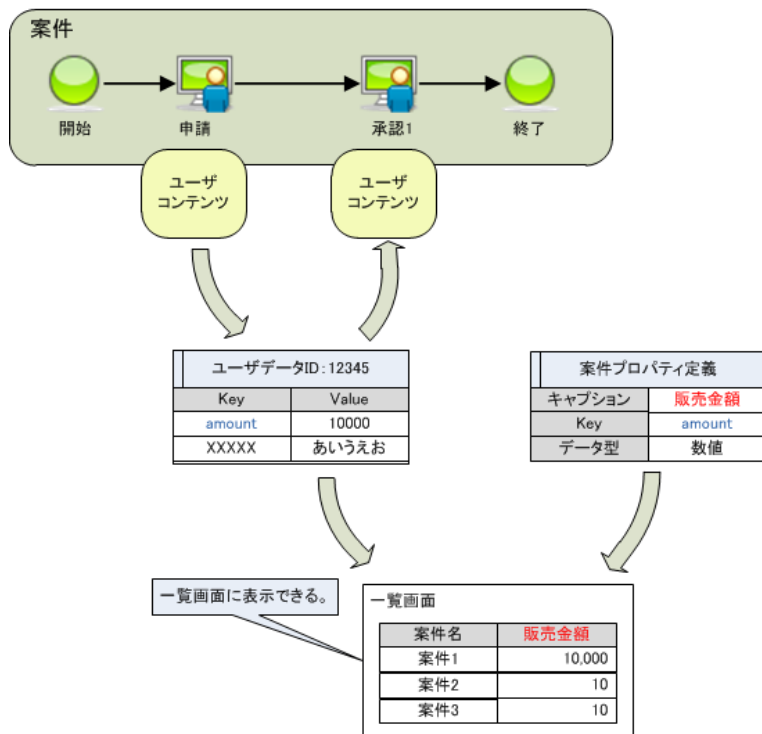 案件
開始 申請 承認1 終了
ユーザ
コンテンツ
ユーザ
コンテンツ
ユーザデータID：12345
Key Value
amount 10000
XXXXX あいうえお
案件プロパティ定義
キャプション 販売金額
Key amount
データ型 数値
一覧画面に表示できる。
一覧画面
案件名 販売金額
案件1 10,000
案件2 10
案件3 10